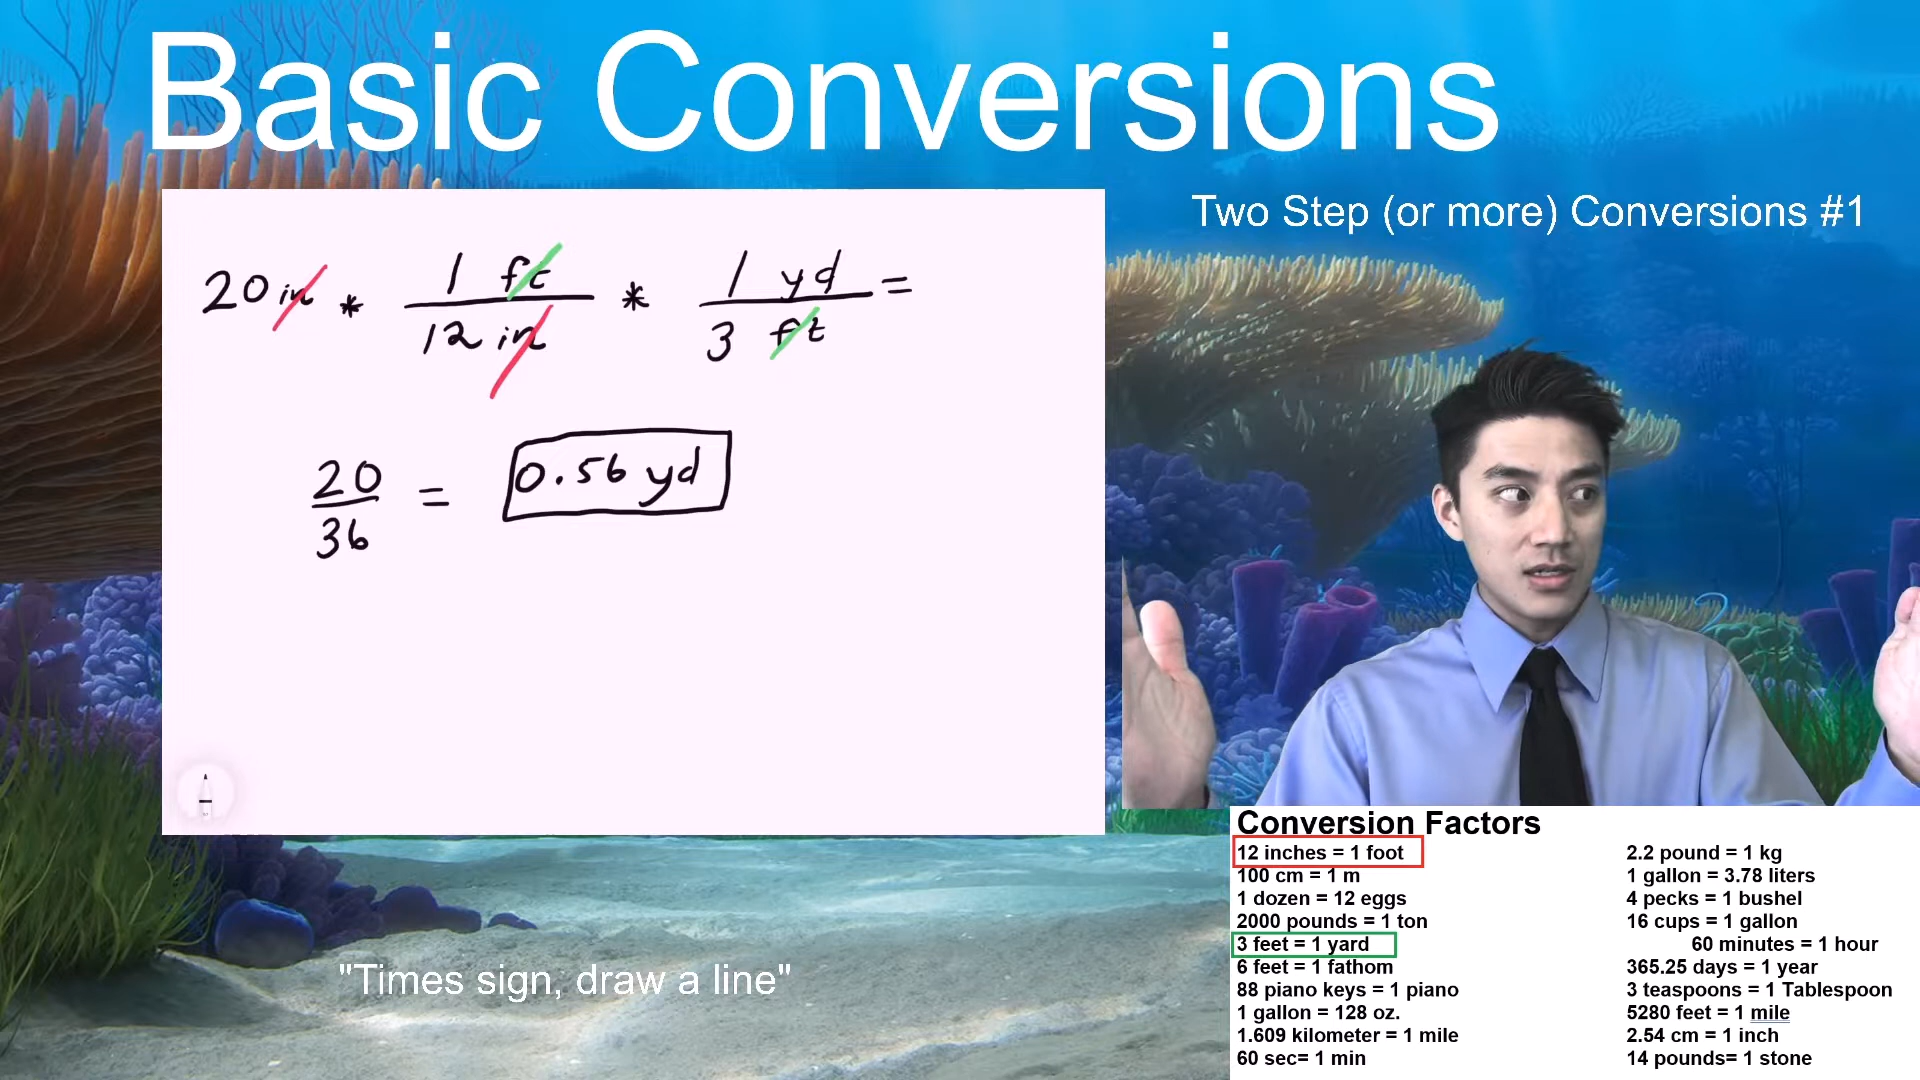 Basic Conversions
Two Step (or more) Conversions #1
20 in * 1 ft / 12 in * 1 yd / 3 ft =
20 / 36 = 0.56 yd
"Times sign, draw a line"
Conversion Factors
12 inches = 1 foot
100 cm = 1 m
1 dozen = 12 eggs
2000 pounds = 1 ton
3 feet = 1 yard
6 feet = 1 fathom
88 piano keys = 1 piano
1 gallon = 128 oz.
1.609 kilometer = 1 mile
60 sec= 1 min
2.2 pound = 1 kg
1 gallon = 3.78 liters
4 pecks = 1 bushel
16 cups = 1 gallon
60 minutes = 1 hour
365.25 days = 1 year
3 teaspoons = 1 Tablespoon
5280 feet = 1 mile
2.54 cm = 1 inch
14 pounds= 1 stone